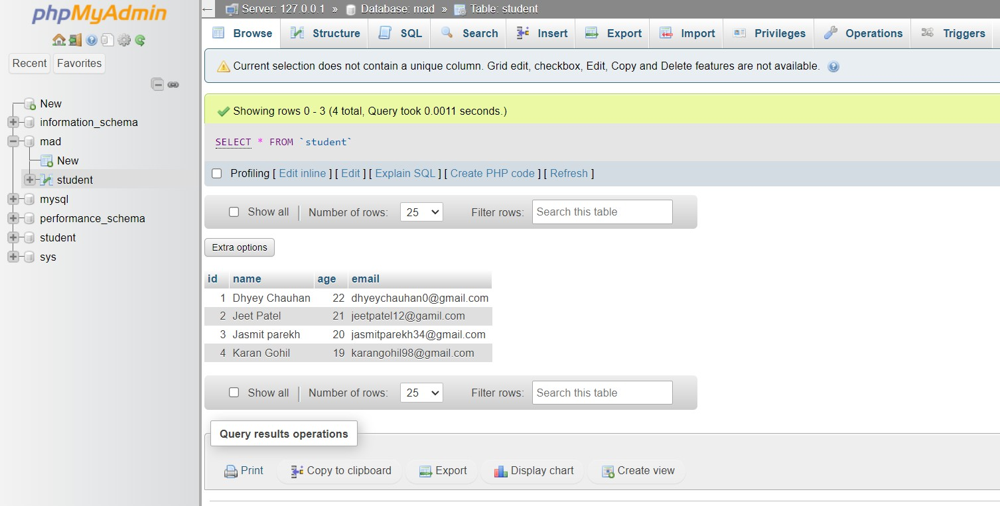 phpMyAdmin
Recent Favorites
New
information_schema
mad
New
student
mysql
performance_schema
student
sys
Server: 127.0.0.1 » Database: mad » Table: student
Browse Structure SQL Search Insert Export Import Privileges Operations Triggers
Current selection does not contain a unique column. Grid edit, checkbox, Edit, Copy and Delete features are not available.
Showing rows 0 - 3 (4 total, Query took 0.0011 seconds.)
SELECT * FROM `student`
Profiling [ Edit inline ] [ Edit ] [ Explain SQL ] [ Create PHP code ] [ Refresh ]
Show all | Number of rows: 25 Filter rows: Search this table
Extra options
id name age email
1 Dhyey Chauhan 22 dhyeychauhan0@gmail.com
2 Jeet Patel 21 jeetpatel12@gamil.com
3 Jasmit parekh 20 jasmitparekh34@gmail.com
4 Karan Gohil 19 karangohil98@gmail.com
Show all | Number of rows: 25 Filter rows: Search this table
Query results operations
Print Copy to clipboard Export Display chart Create view